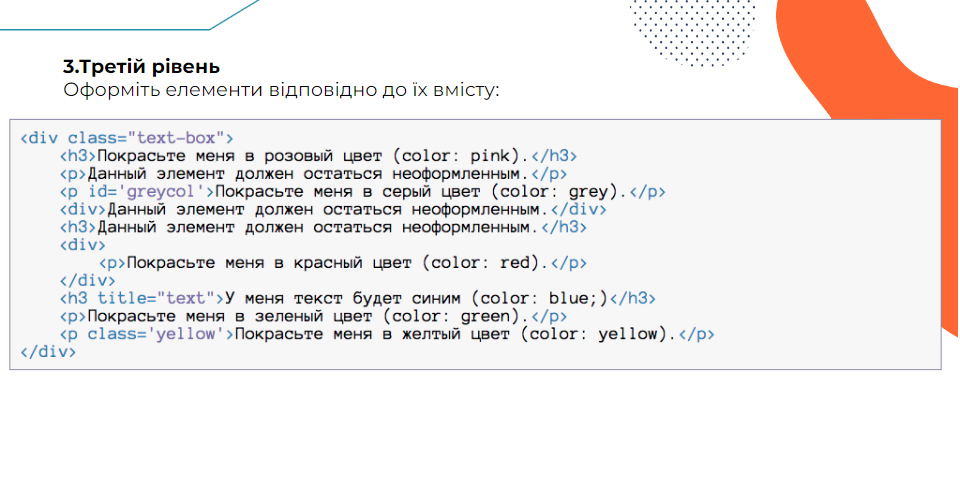 3.Третій рівень
Оформіть елементи відповідно до їх вмісту:
<div class="text-box">
<h3>Покрасьте меня в розовый цвет (color: pink).</h3>
<p>Данный элемент должен остаться неоформленным.</p>
<p id='greycol'>Покрасьте меня в серый цвет (color: grey).</p>
<div>Данный элемент должен остаться неоформленным.</div>
<h3>Данный элемент должен остаться неоформленным.</h3>
<div>
<p>Покрасьте меня в красный цвет (color: red).</p>
</div>
<h3 title="text">У меня текст будет синим (color: blue;)</h3>
<p>Покрасьте меня в зеленый цвет (color: green).</p>
<p class='yellow'>Покрасьте меня в желтый цвет (color: yellow).</p>
</div>